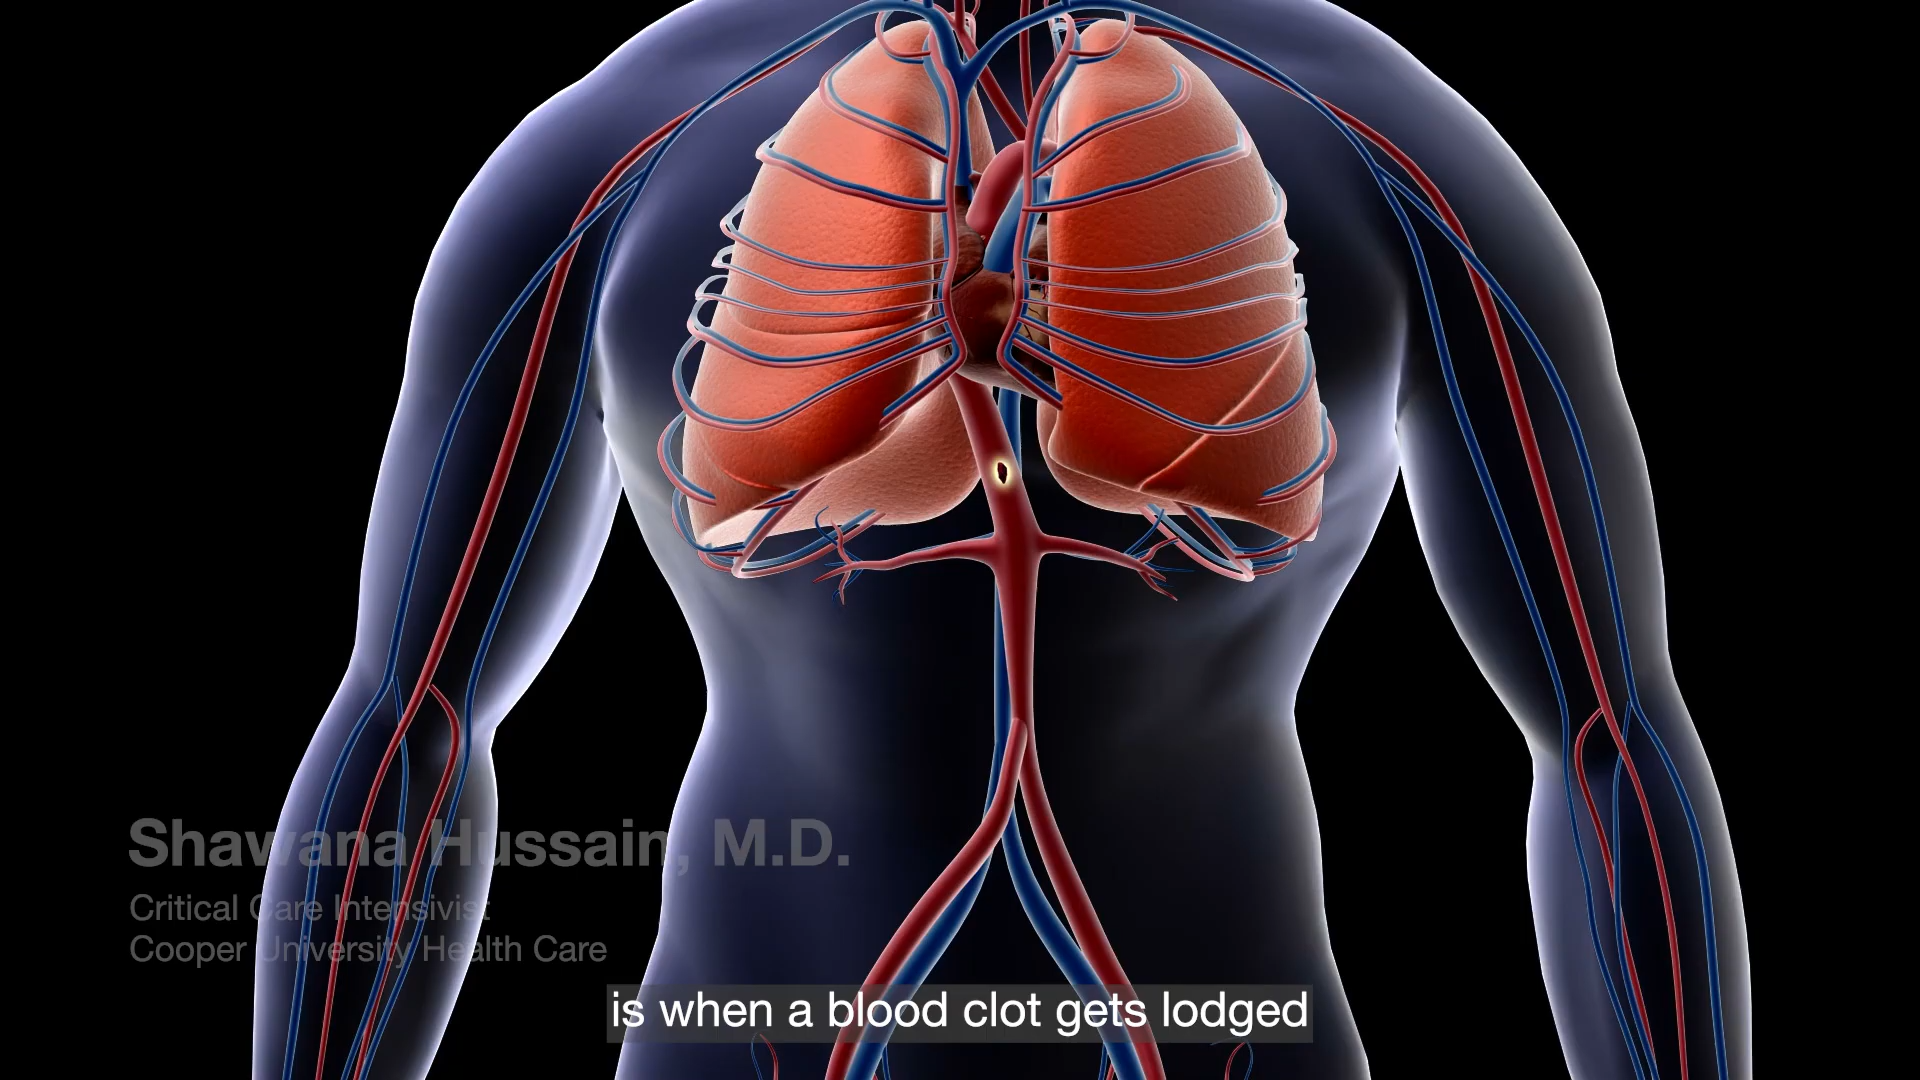 Shawana Hussain, M.D.
Critical Care Intensivist
Cooper University Health Care
is when a blood clot gets lodged